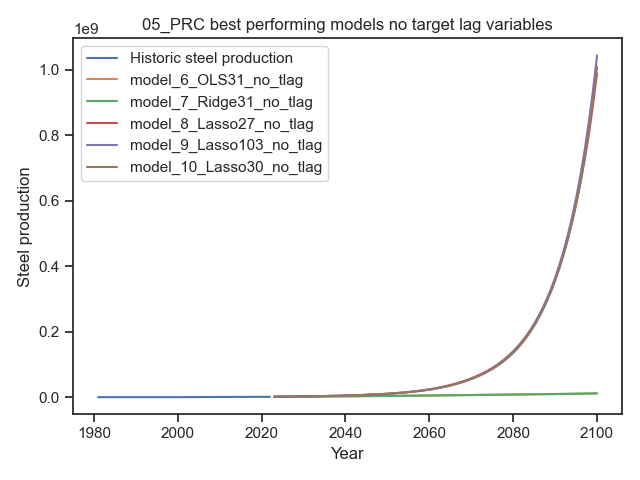 05_PRC best performing models no target lag variables
1e9
Historic steel production
model_6_OLS31_no_tlag
model_7_Ridge31_no_tlag
model_8_Lasso27_no_tlag
model_9_Lasso103_no_tlag
model_10_Lasso30_no_tlag
Steel production
1.0
0.8
0.6
0.4
0.2
0.0
1980 2000 2020 2040 2060 2080 2100
Year